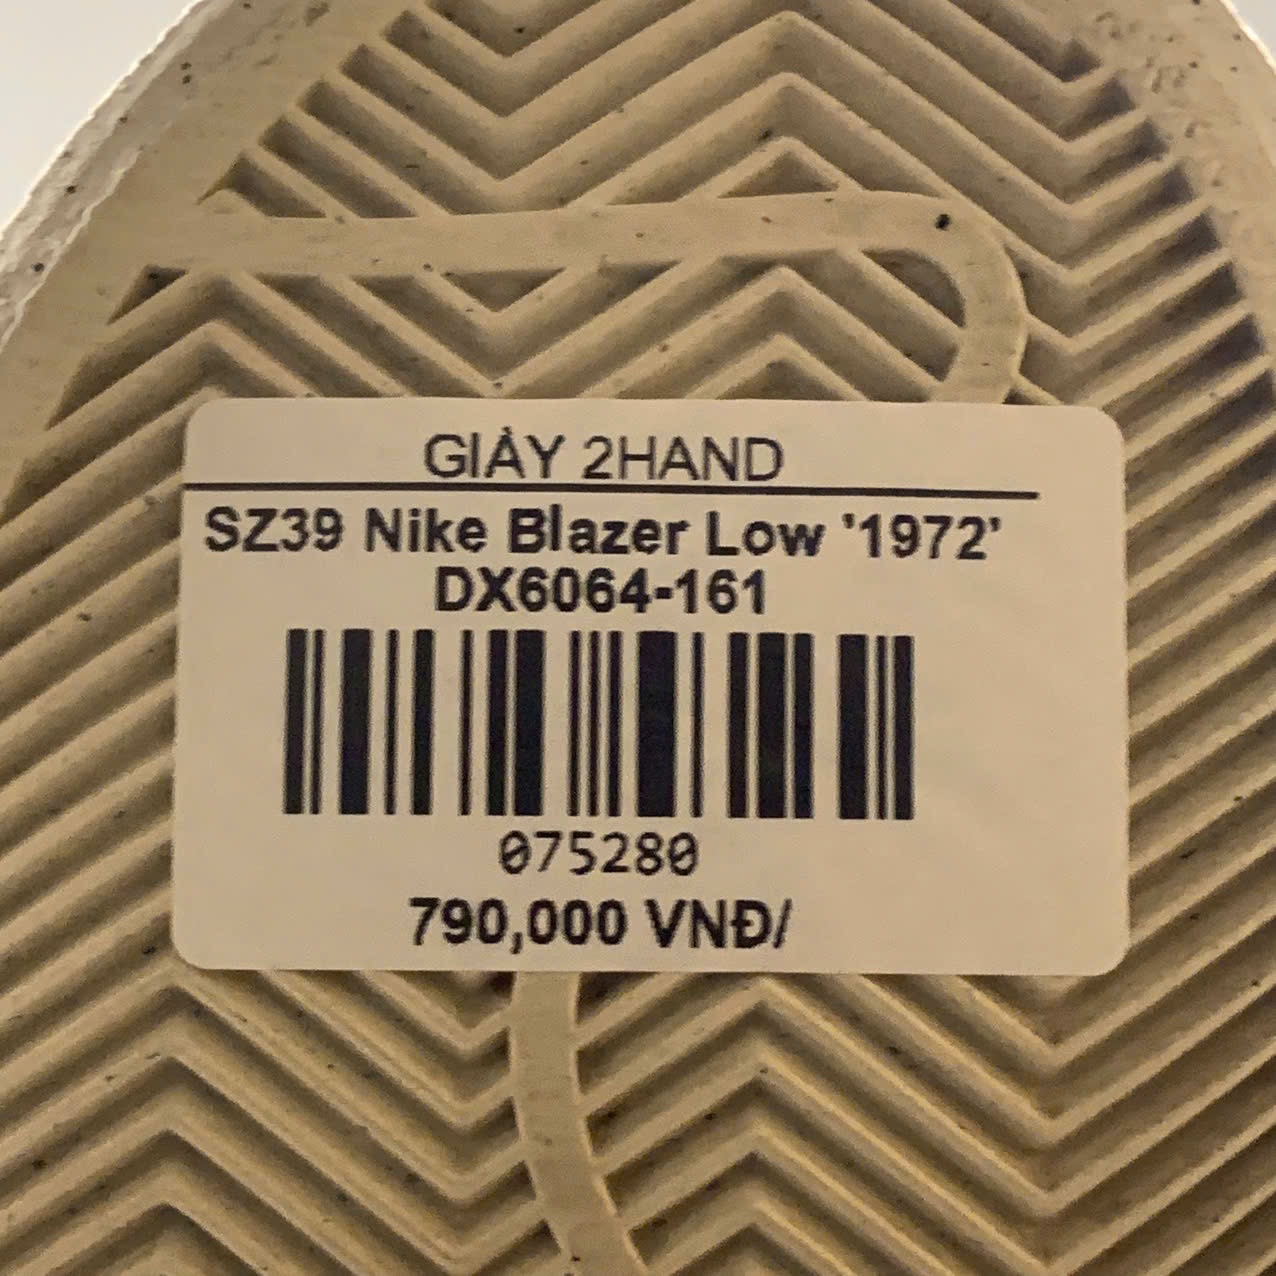 GIÀY 2HAND
SZ39 Nike Blazer Low '1972'
DX6064-161
075280
790,000 VNĐ/